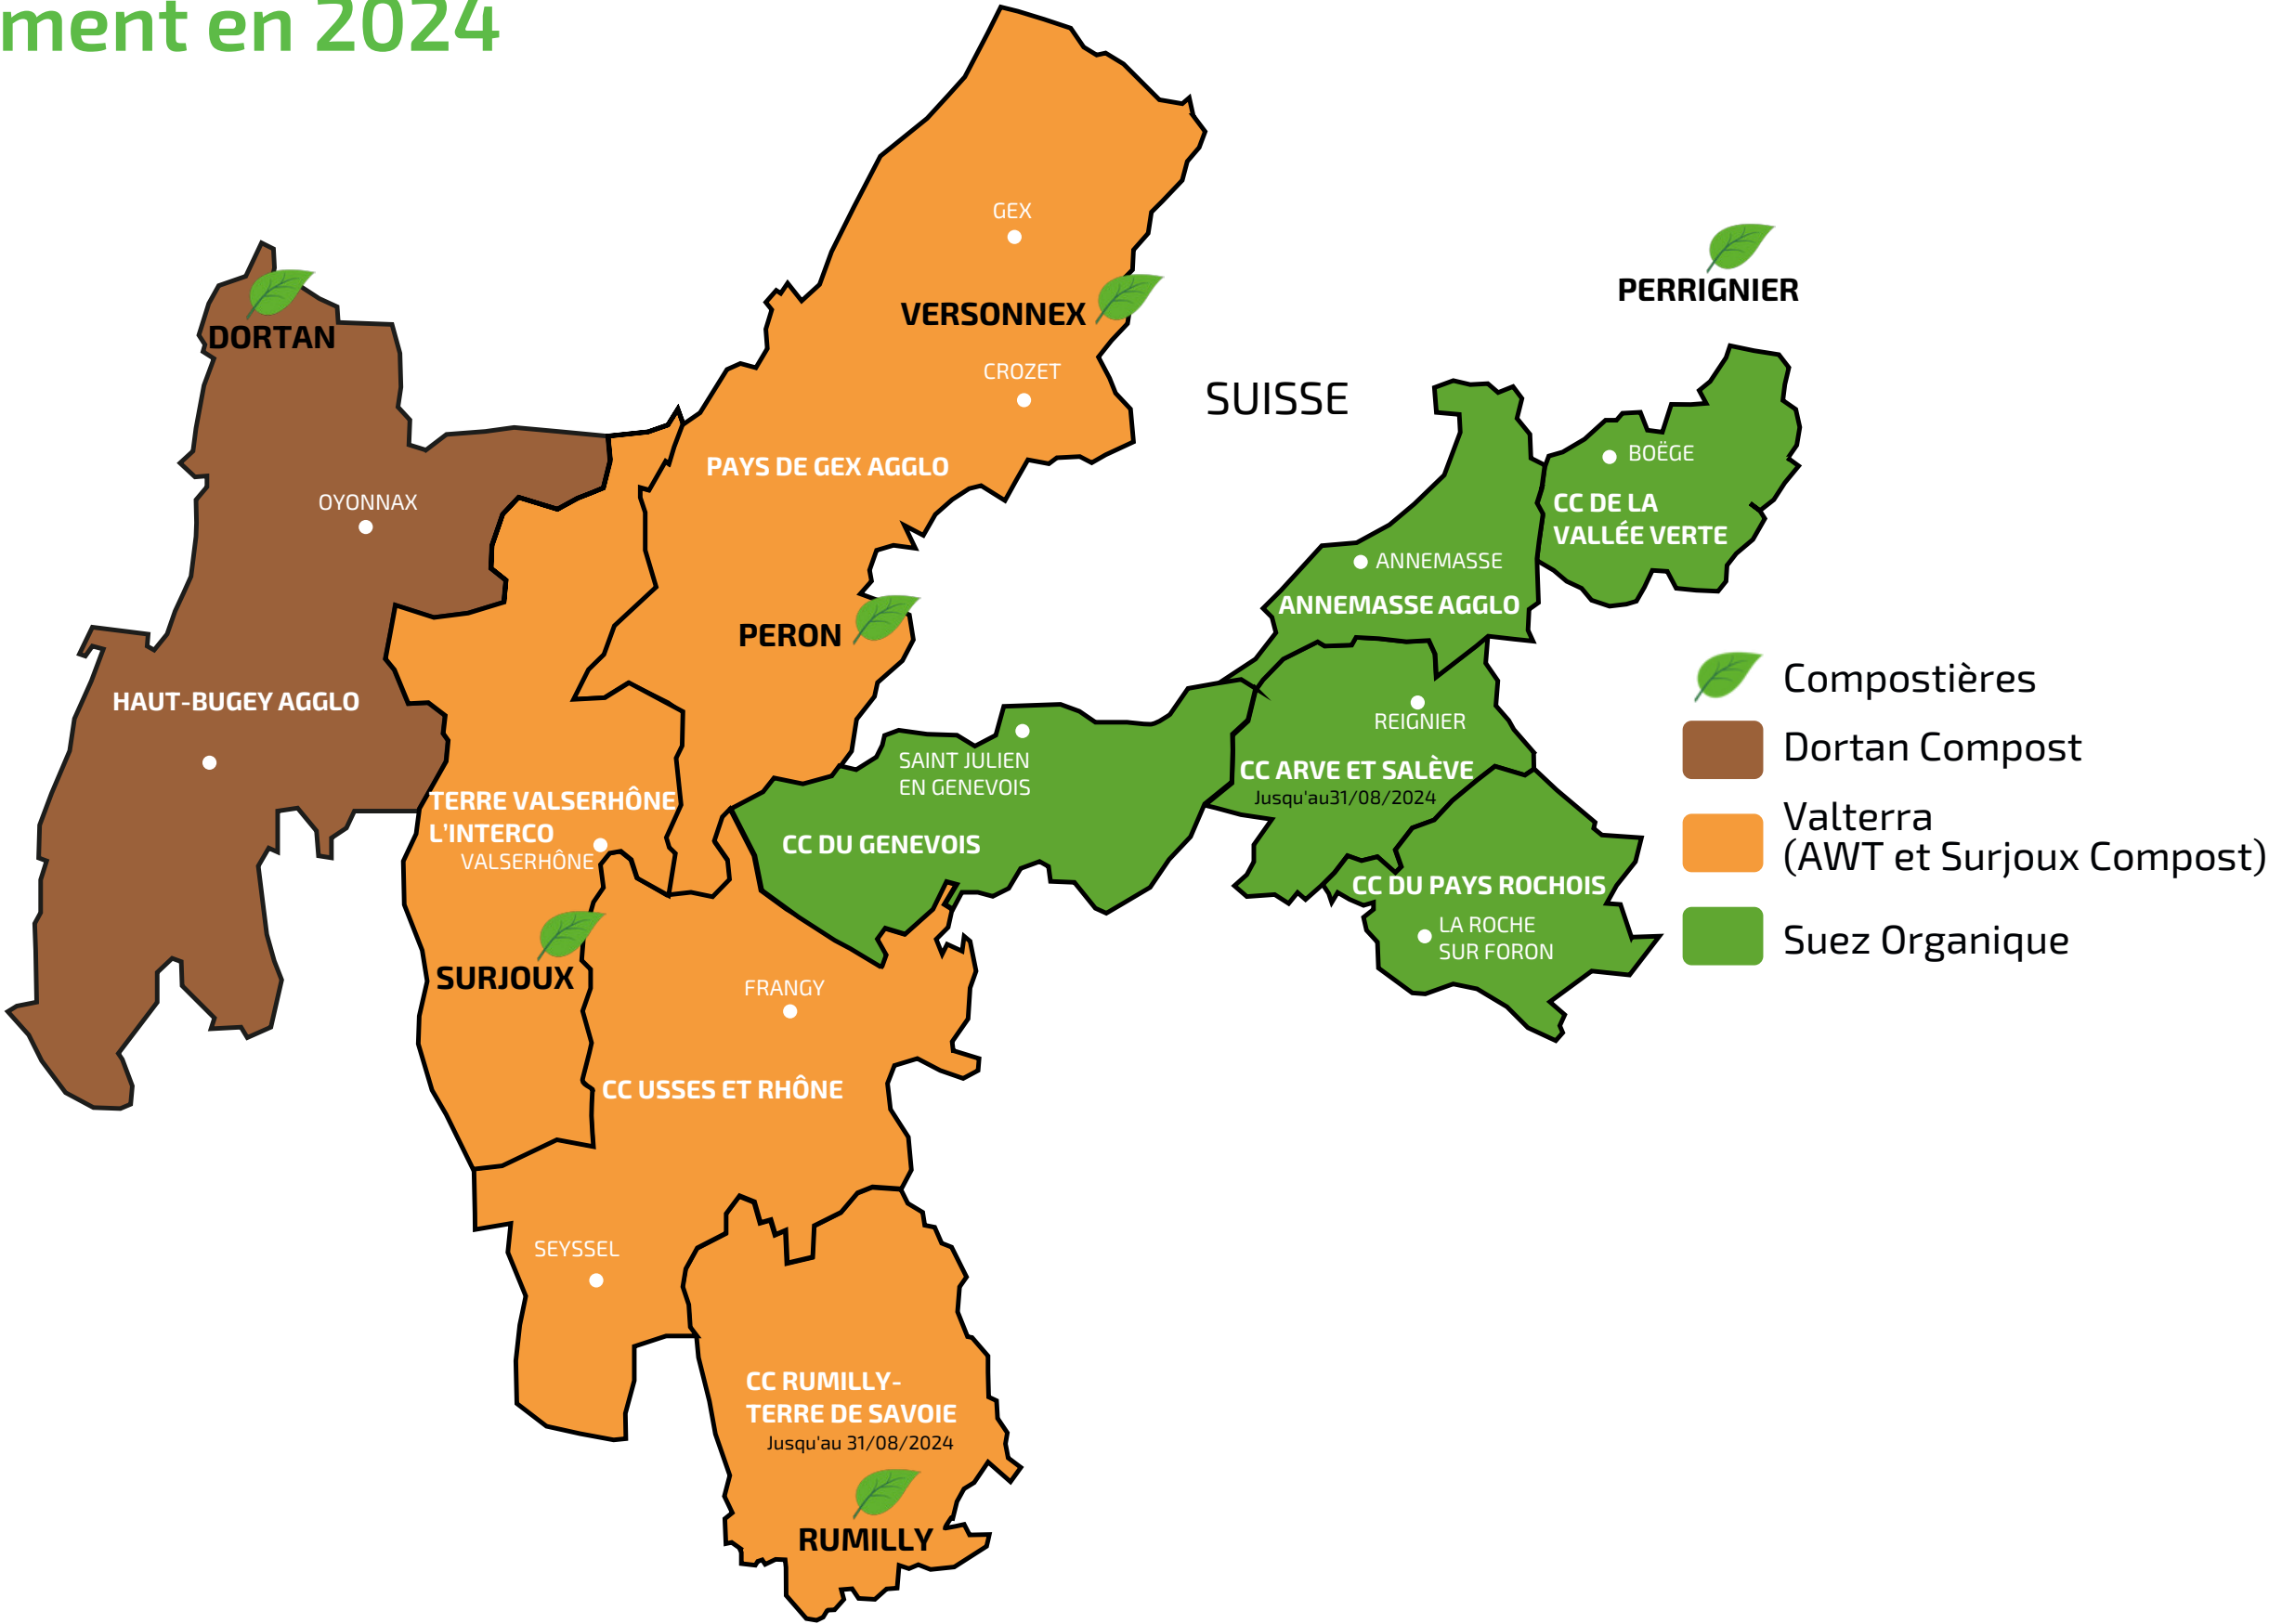 ment en 2024
GEX
VERSONNEX
CROZET
PAYS DE GEX AGGLO
PERON
DORTAN
OYONNAX
HAUT-BUGEY AGGLO
TERRE VALSERHÔNE
L'INTERCO
VALSERHÔNE
SURJOUX
FRANGY
CC USSES ET RHÔNE
SEYSSEL
CC RUMILLY-
TERRE DE SAVOIE
Jusqu'au 31/08/2024
RUMILLY
SUISSE
PERRIGNIER
BOËGE
CC DE LA
VALLÉE VERTE
ANNEMASSE
ANNEMASSE AGGLO
REIGNIER
CC ARVE ET SALÈVE
Jusqu'au31/08/2024
SAINT JULIEN
EN GENEVOIS
CC DU GENEVOIS
CC DU PAYS ROCHOIS
LA ROCHE
SUR FORON
Compostières
Dortan Compost
Valterra
(AWT et Surjoux Compost)
Suez Organique